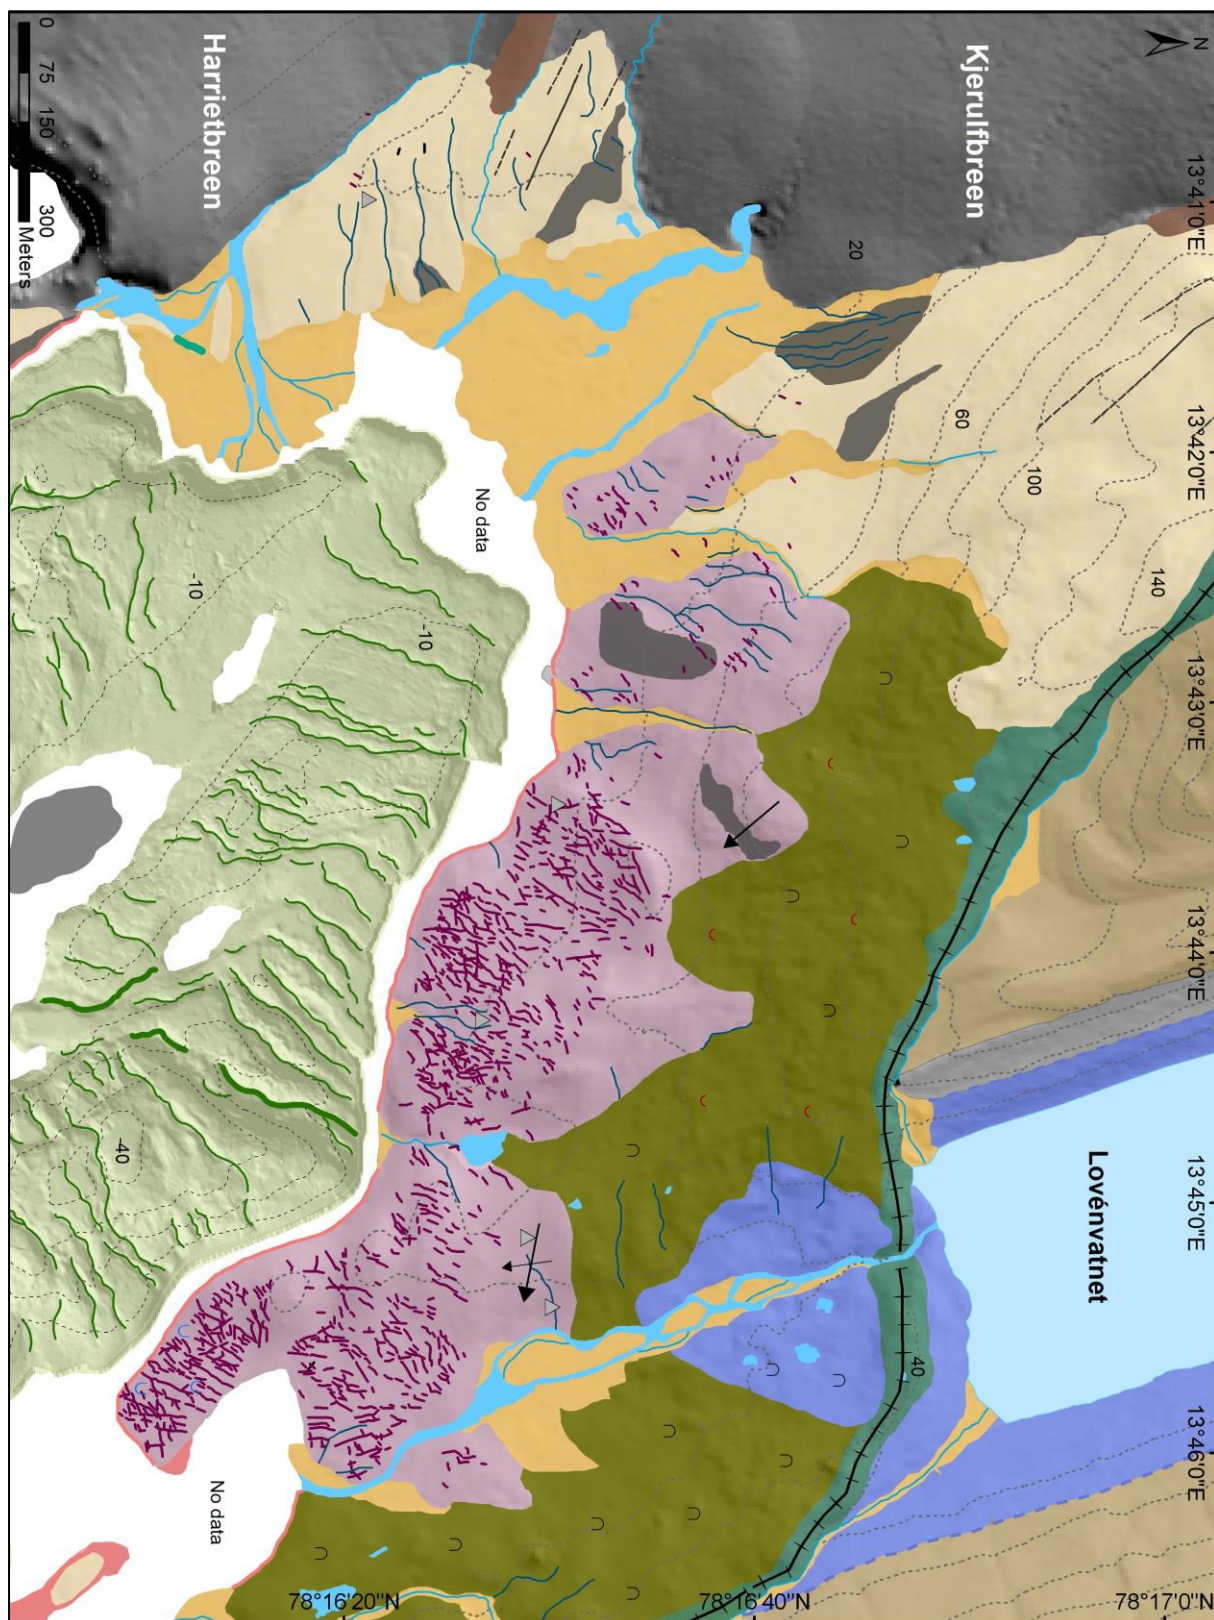 N
13°41'0"E
13°42'0"E
13°43'0"E
13°44'0"E
13°45'0"E
13°46'0"E
78°17'0"N
78°16'40"N
78°16'20"N
Kjerulfbreen
Harrietbreen
Lovénvatnet
20
60
100
140
40
No data
-10
-10
-40
No data
0 75 150 300
Meters